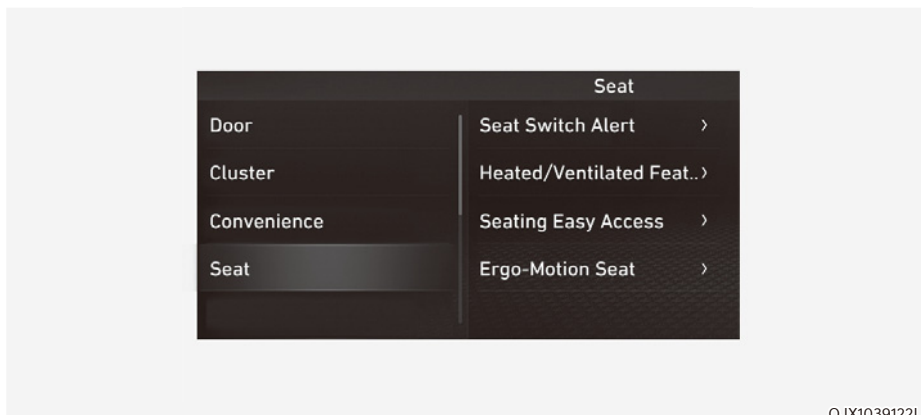 Seat
Door
Cluster
Convenience
Seat
Seat Switch Alert >
Heated/Ventilated Feat..>
Seating Easy Access >
Ergo-Motion Seat >